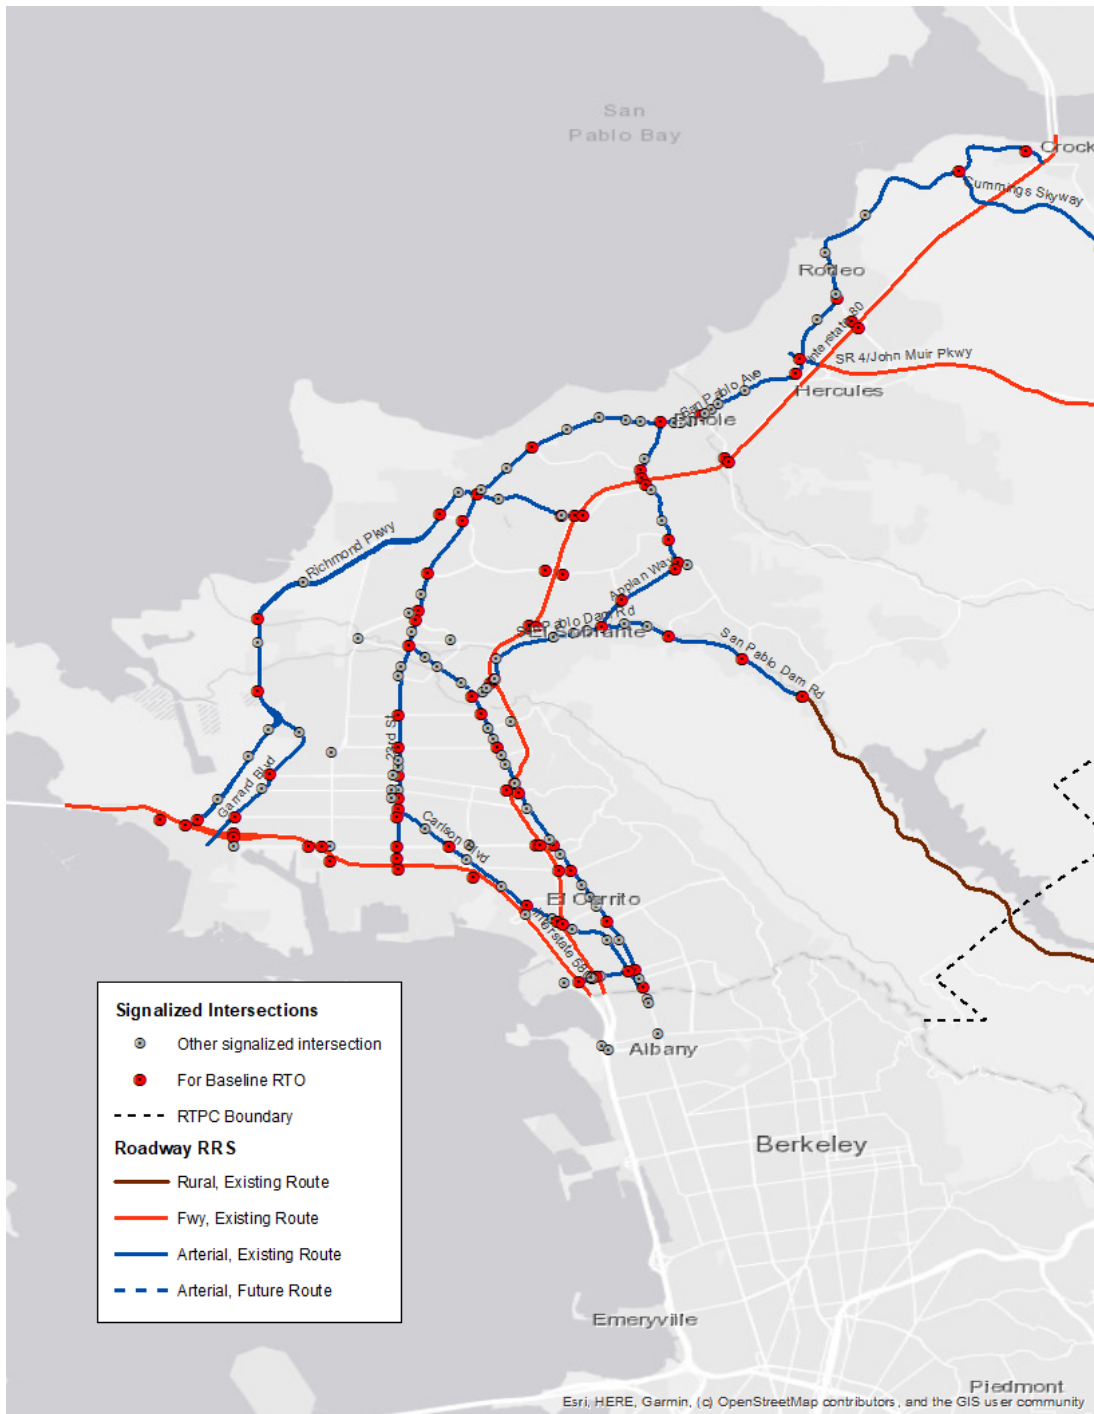 San
Pablo Bay
Crock
Cummings Skyway
Rodeo
Interstate 80
SR 4/John Muir Pkwy
Hercules
San Pablo Ave
Pinole
Richmond Pkwy
Appian Way
San Pablo Dam Rd
El Sobrante
San Pablo Dam Rd
23rd St
Garrard Blvd
Carlson Blvd
El Cerrito
Interstate 58
Albany
Berkeley
Emeryville
Piedmont
Signalized Intersections
Other signalized intersection
For Baseline RTO
RTPC Boundary
Roadway RRS
Rural, Existing Route
Fwy, Existing Route
Arterial, Existing Route
Arterial, Future Route
Esri, HERE, Garmin, (c) OpenStreetMap contributors, and the GIS user community